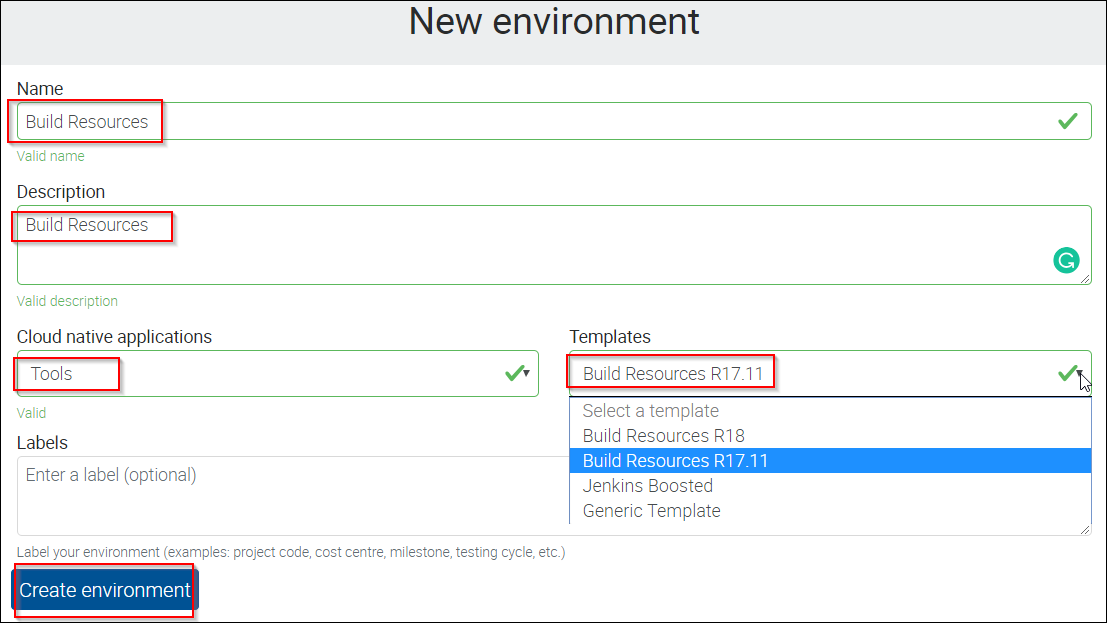 New environment
Name
Build Resources
Valid name
Description
Build Resources
G
Valid description
Cloud native applications
Templates
Tools
Build Resources R17.11
Valid
Select a template
Build Resources R18
Build Resources R17.11
Jenkins Boosted
Generic Template
Labels
Enter a label (optional)
Label your environment (examples: project code, cost centre, milestone, testing cycle, etc.)
Create environment